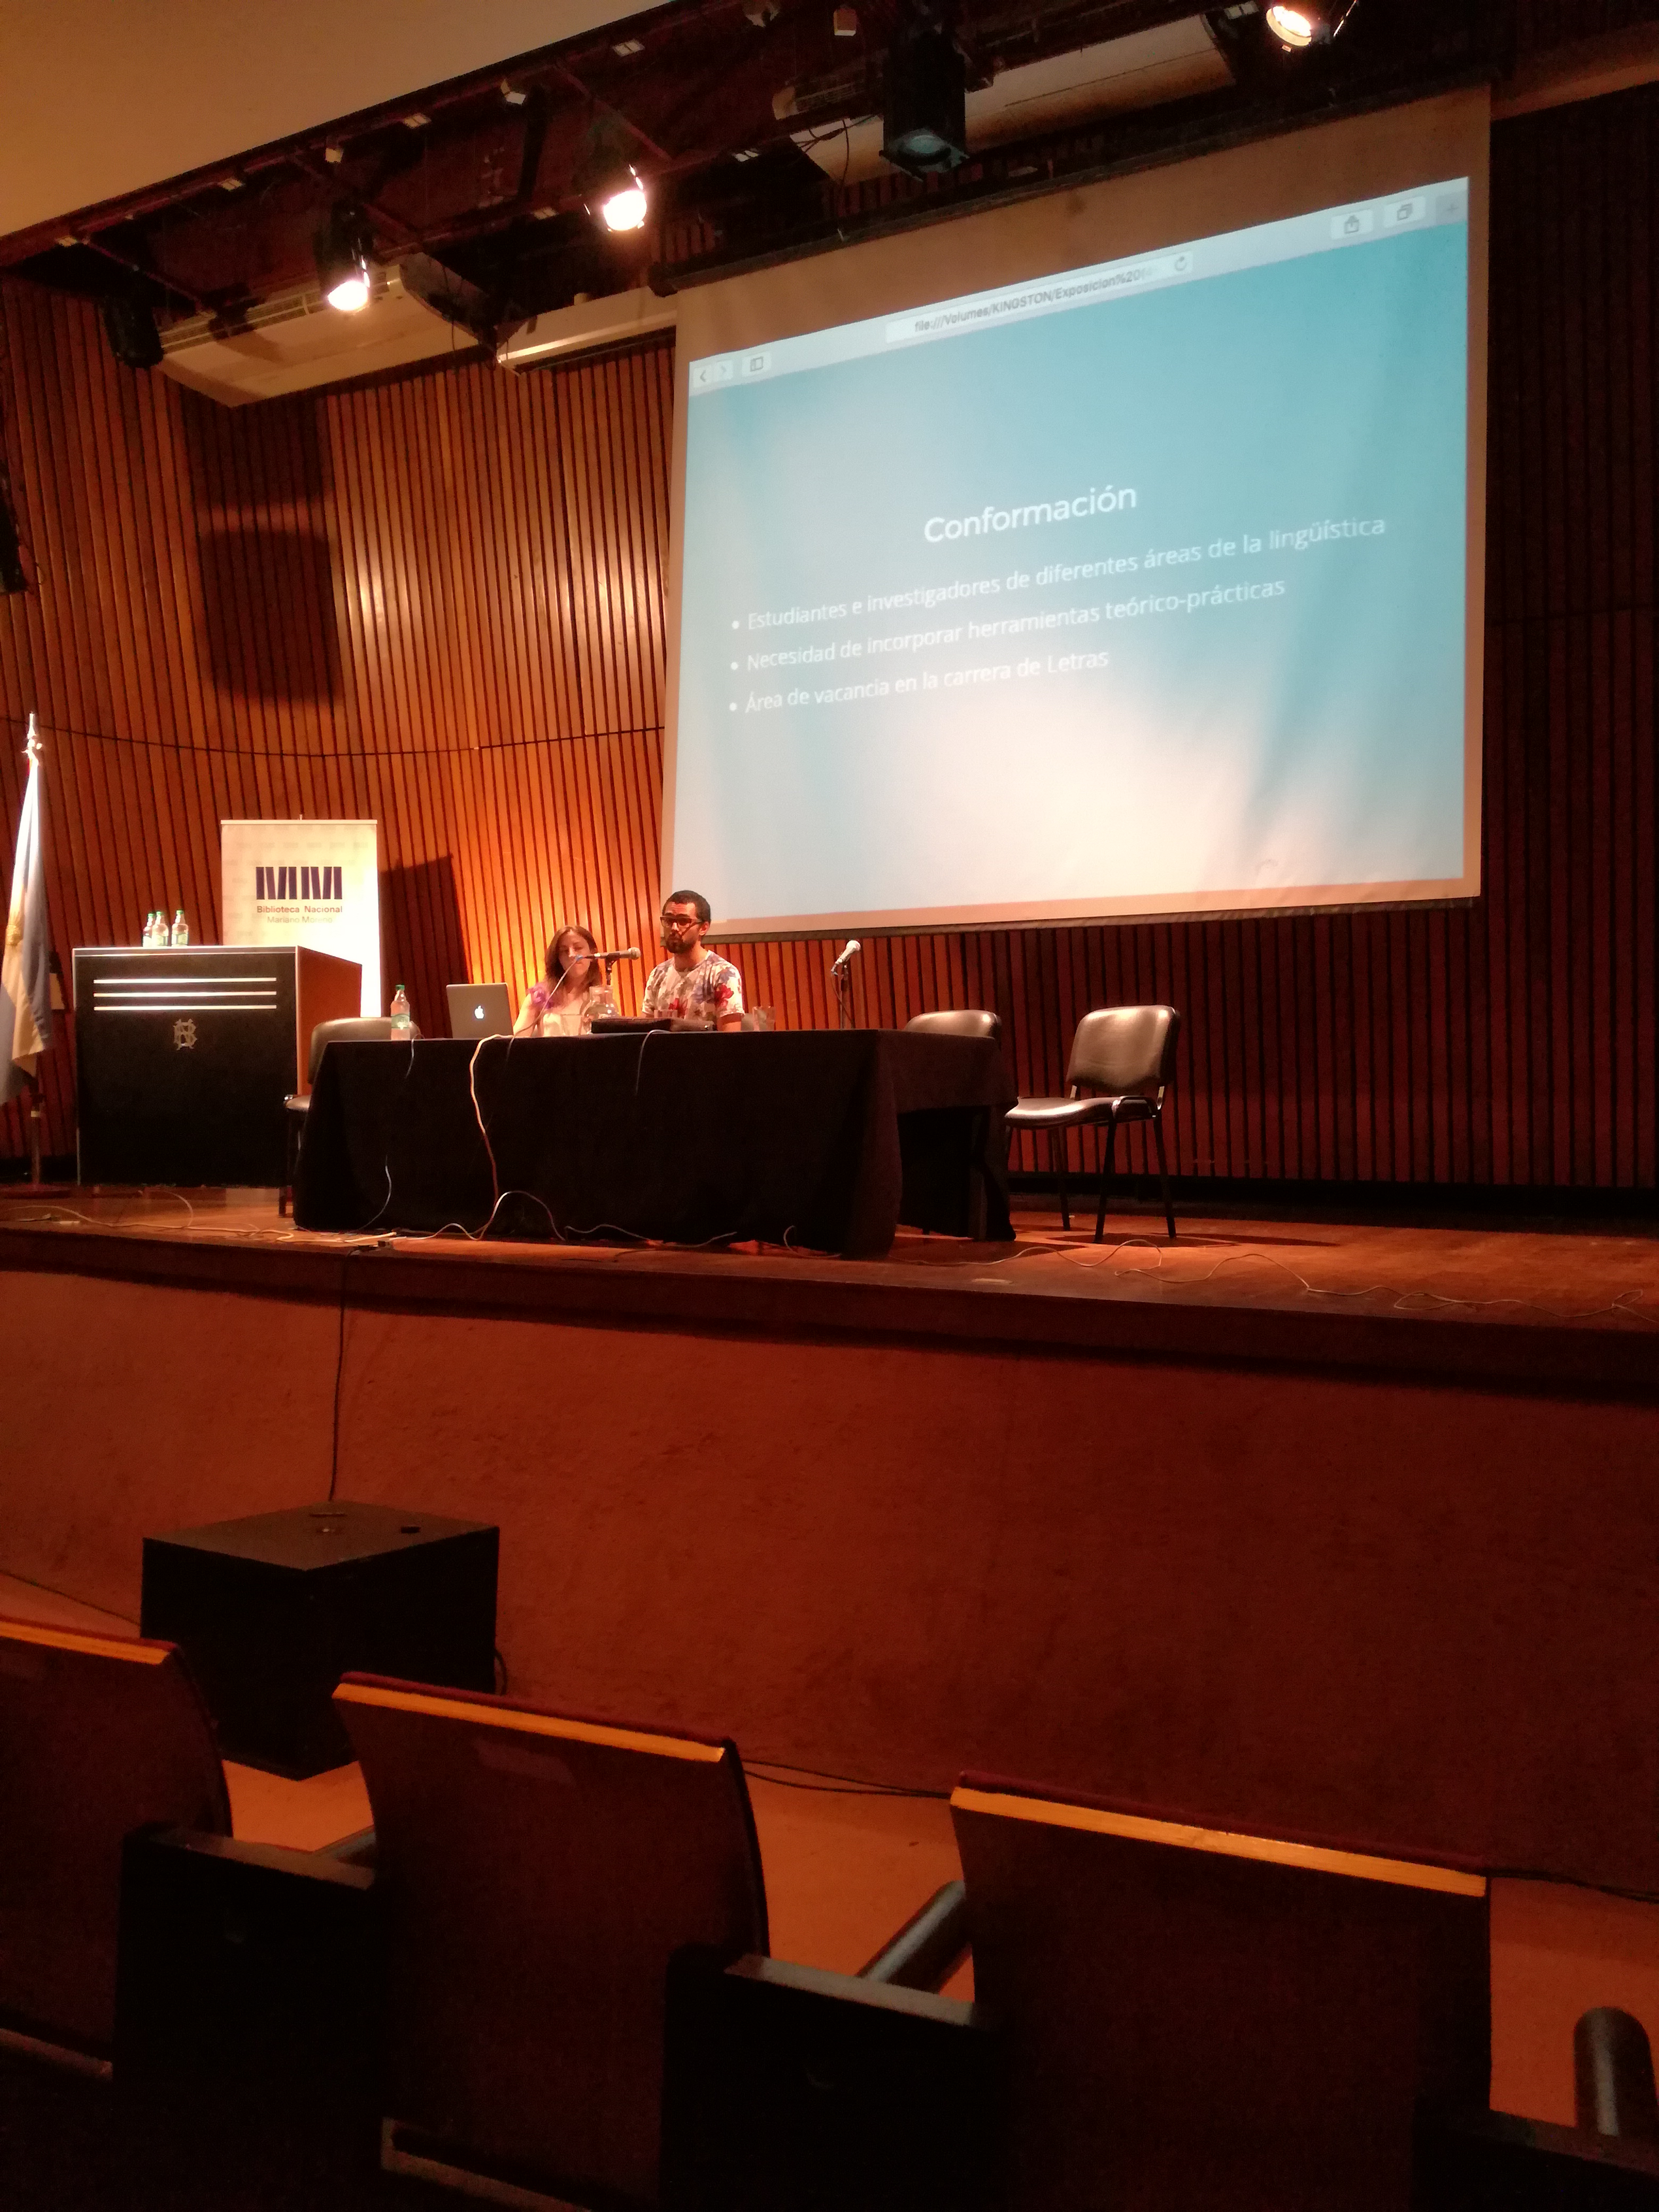 file:///Volumes/KINGSTON/Exposicion%20
Conformación
• Estudiantes e investigadores de diferentes áreas de la lingüística
• Necesidad de incorporar herramientas teórico-prácticas
• Área de vacancia en la carrera de Letras
Biblioteca Nacional
Mariano Moreno